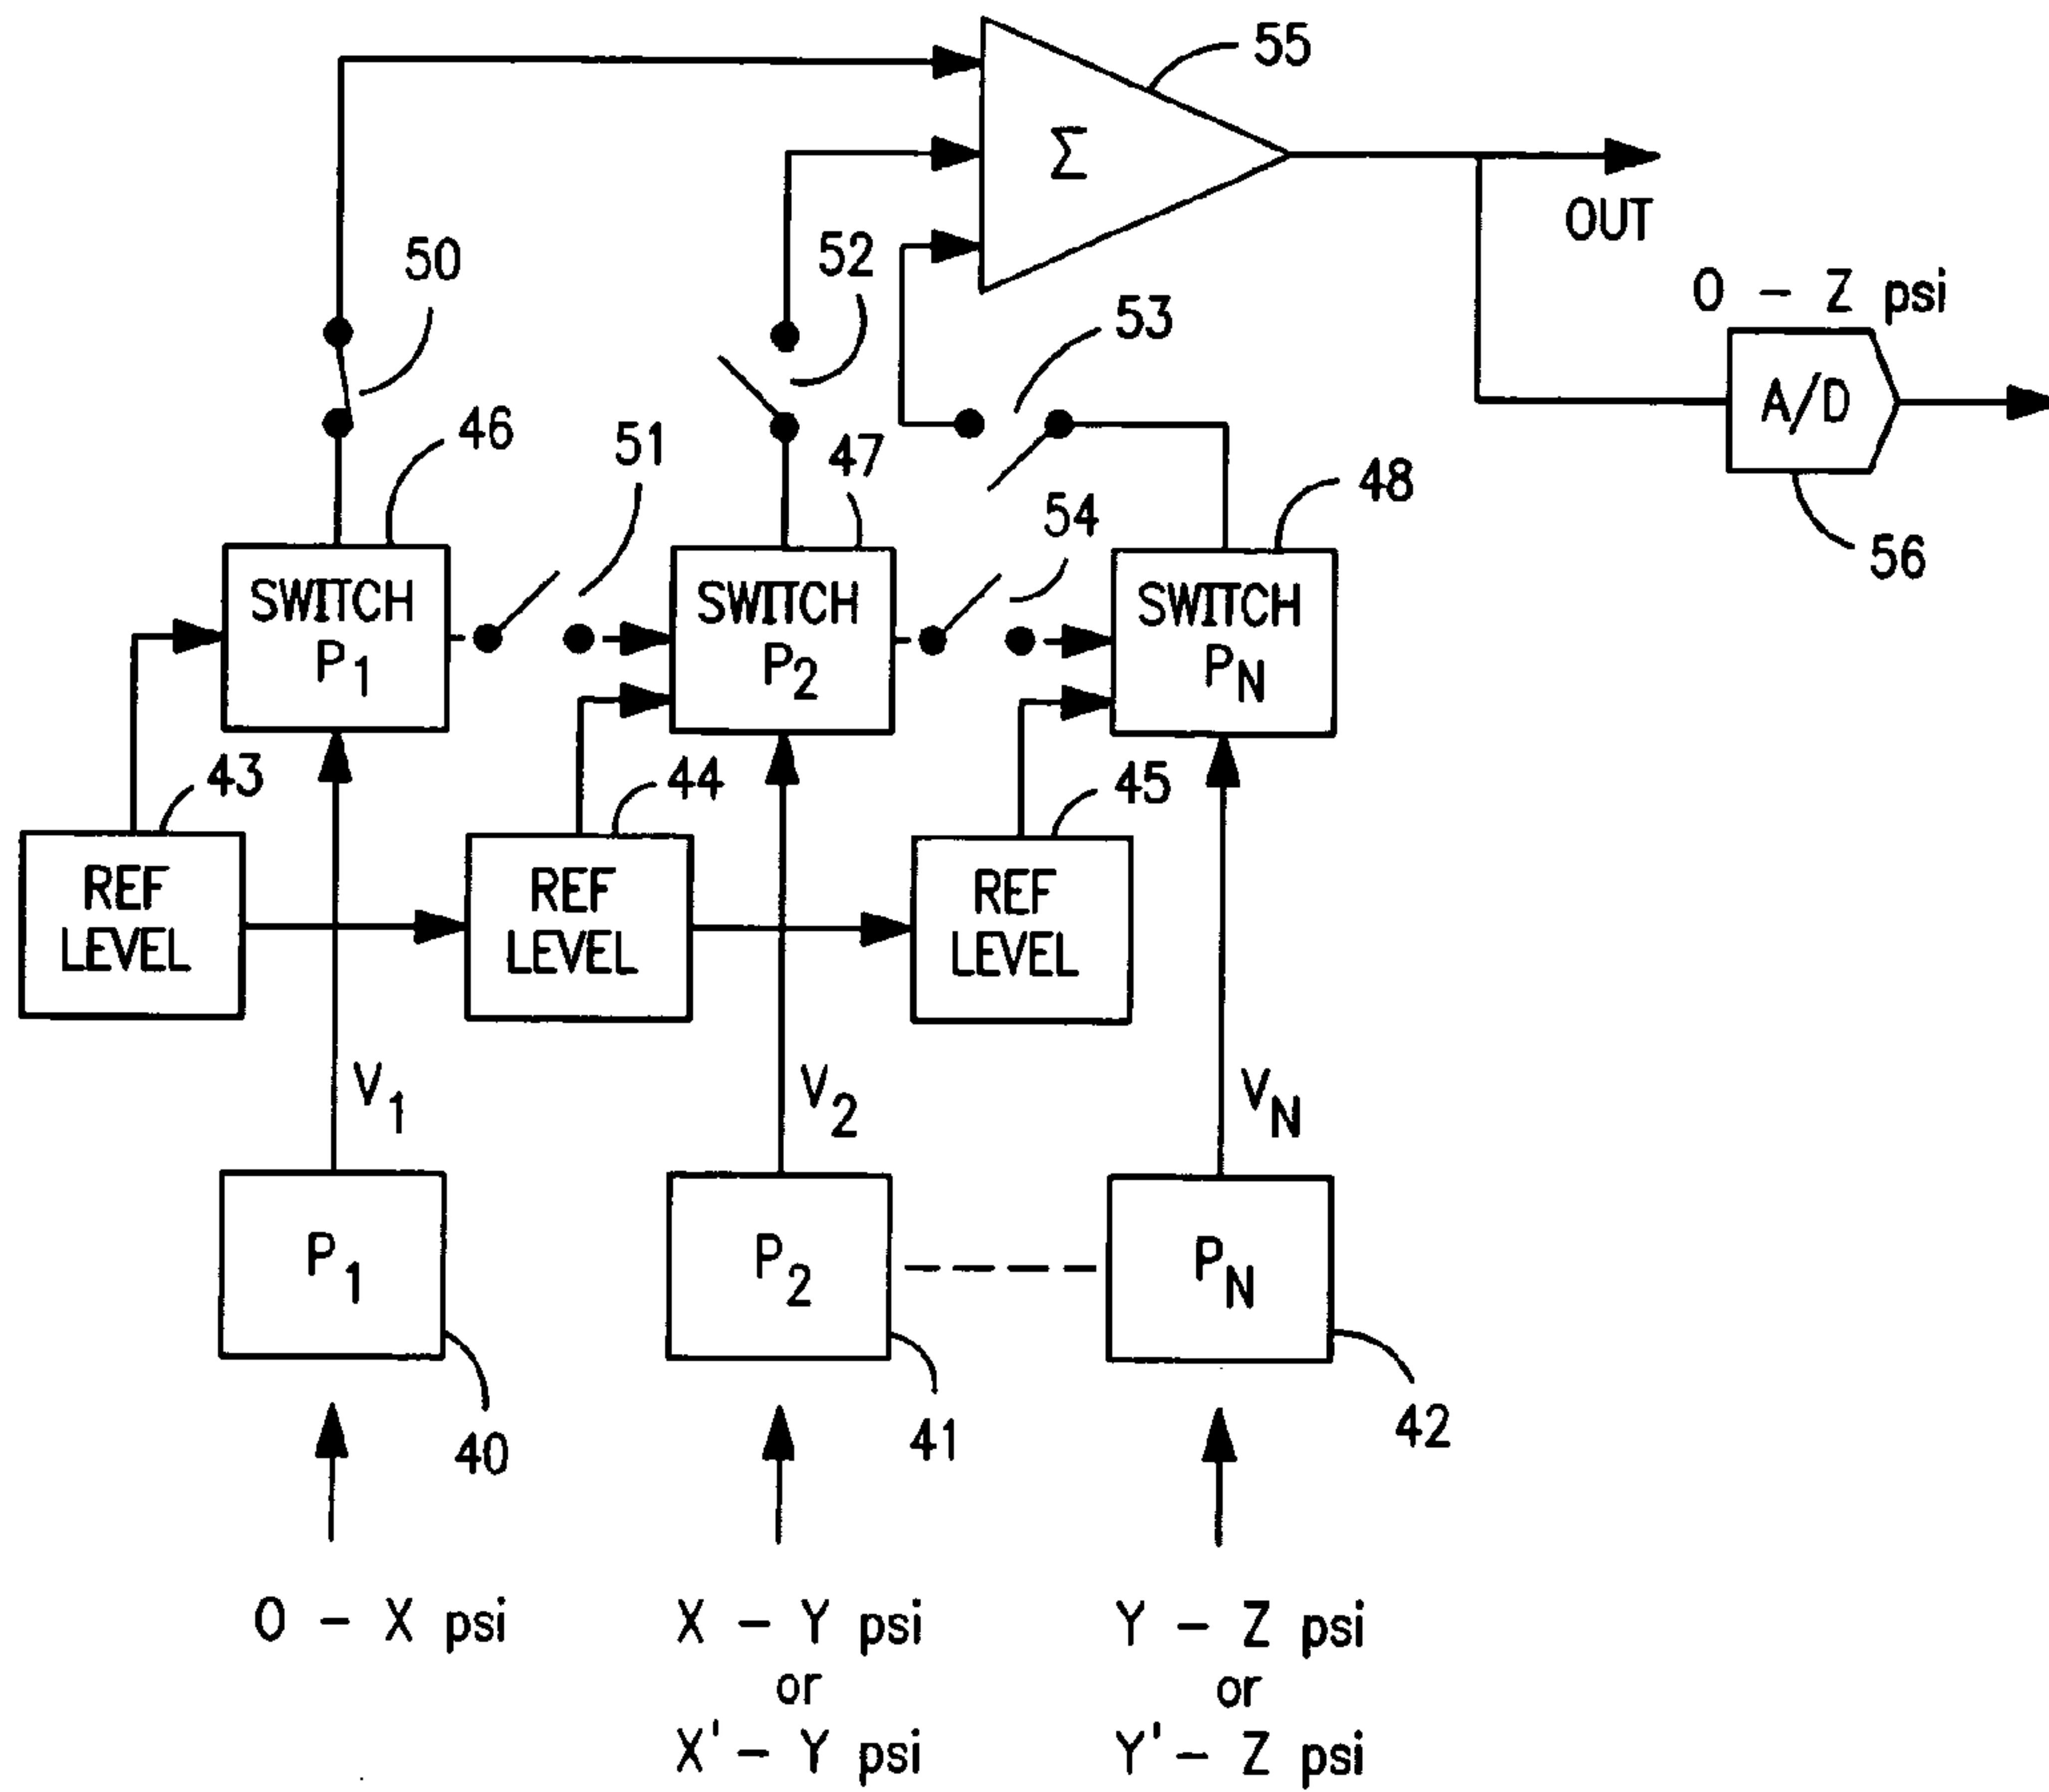 55
Σ
OUT
50
52
53
O - Z psi
A/D
56
46
51
47
54
48
SWITCH
P1
SWITCH
P2
SWITCH
PN
43
44
45
REF
LEVEL
REF
LEVEL
REF
LEVEL
V1
V2
VN
P1
P2
PN
40
41
42
O - X psi
X - Y psi
or
X' - Y psi
Y - Z psi
or
Y' - Z psi